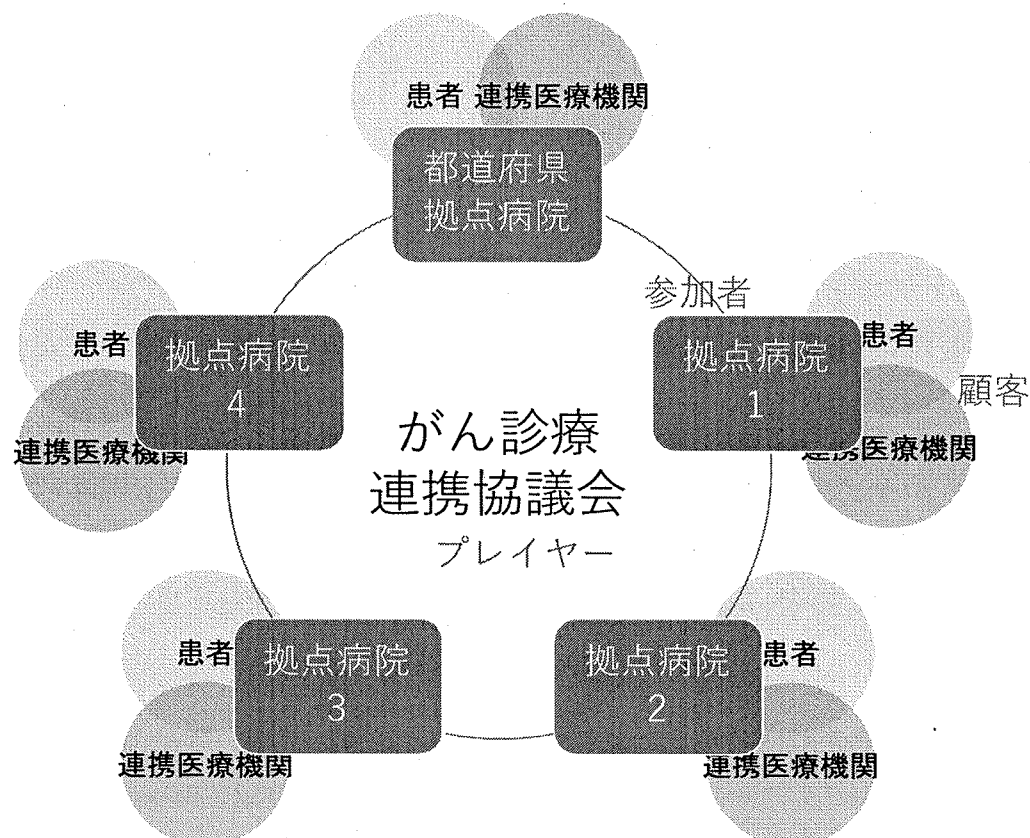 患者 連携医療機関
都道府県
拠点病院
参加者
患者
拠点病院
4
連携医療機関
拠点病院
1
患者
顧客
連携医療機関
がん診療
連携協議会
プレイヤー
患者
拠点病院
3
連携医療機関
拠点病院
2
患者
連携医療機関